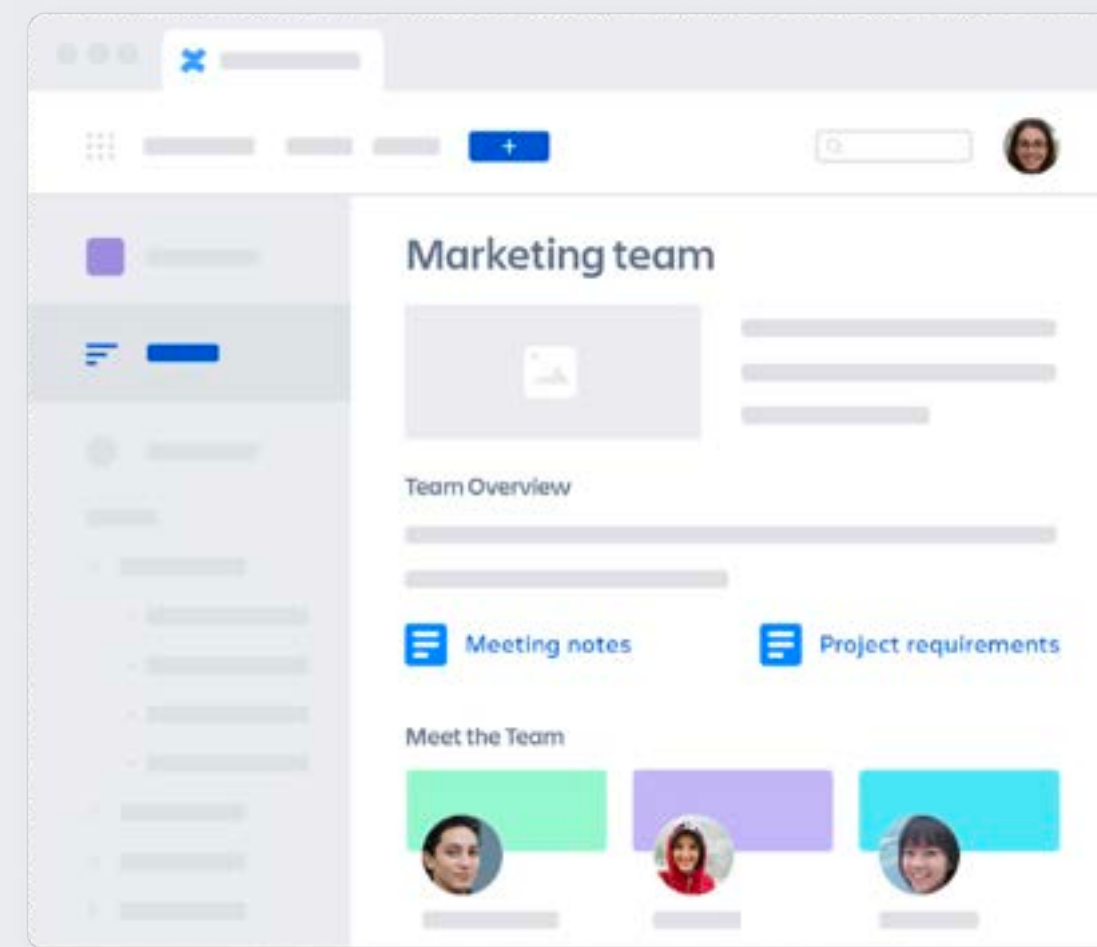 Marketing team
Team Overview
Meeting notes
Project requirements
Meet the Team